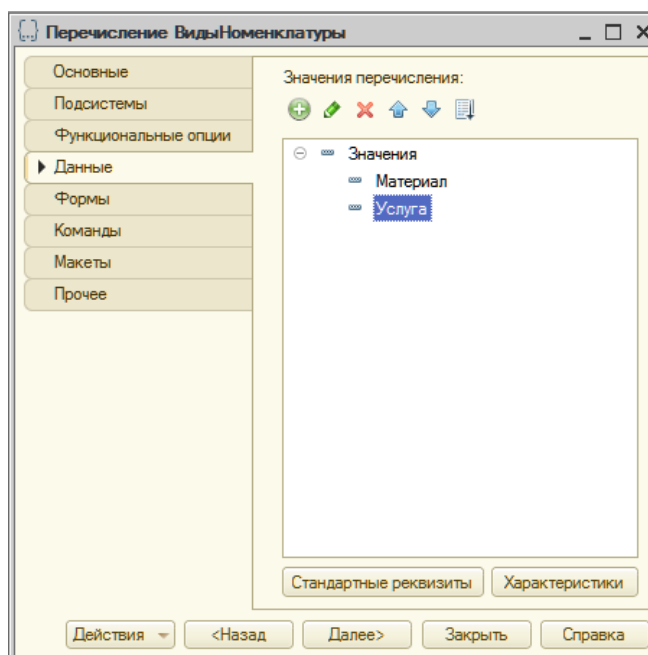 Перечисление ВидыНоменклатуры
Основные
Подсистемы
Функциональные опции
Данные
Формы
Команды
Макеты
Прочее
Значения перечисления:
Значения
Материал
Услуга
Стандартные реквизиты
Характеристики
Действия
<Назад
Далее>
Закрыть
Справка